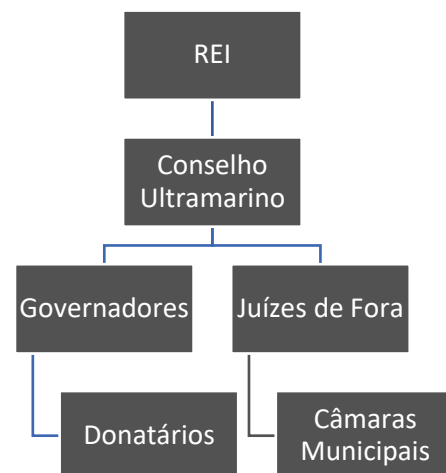 REI
Conselho
Ultramarino
Governadores
Juízes de Fora
Donatários
Câmaras
Municipais